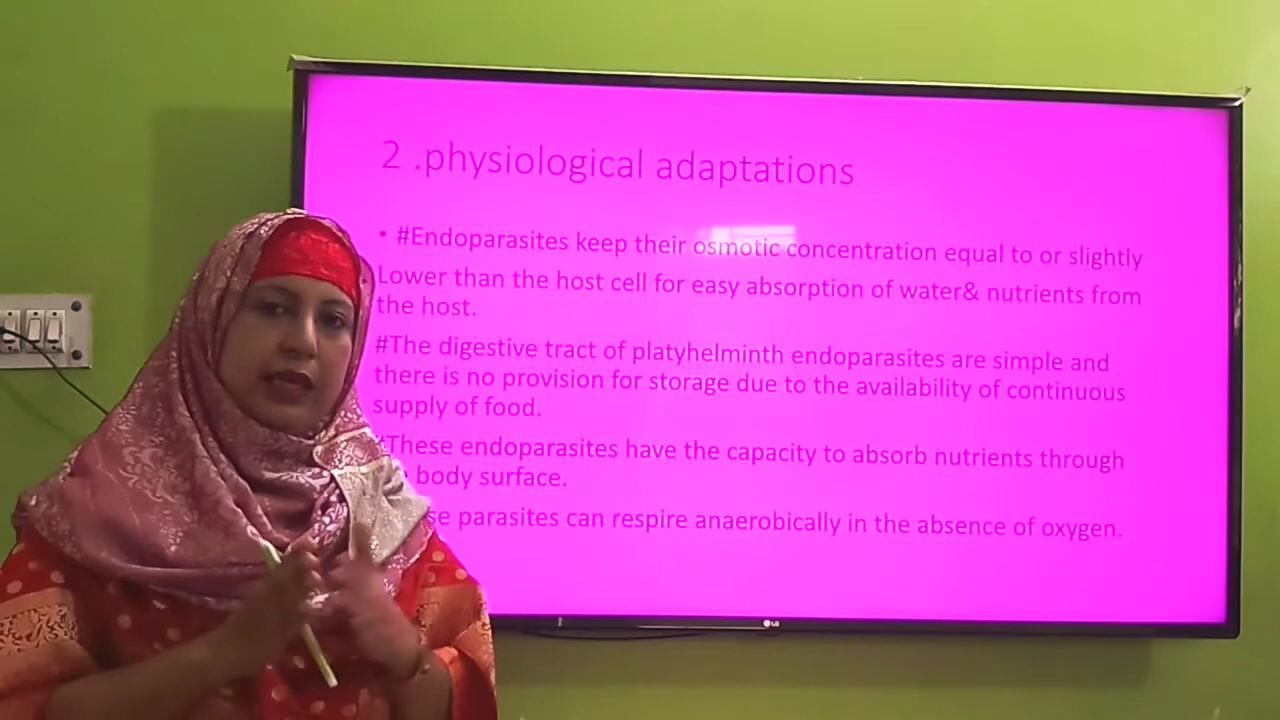 2 .physiological adaptations
• #Endoparasites keep their osmotic concentration equal to or slightly
Lower than the host cell for easy absorption of water& nutrients from
the host.
#The digestive tract of platyhelminth endoparasites are simple and
there is no provision for storage due to the availability of continuous
supply of food.
#These endoparasites have the capacity to absorb nutrients through
body surface.
parasites can respire anaerobically in the absence of oxygen.
LG